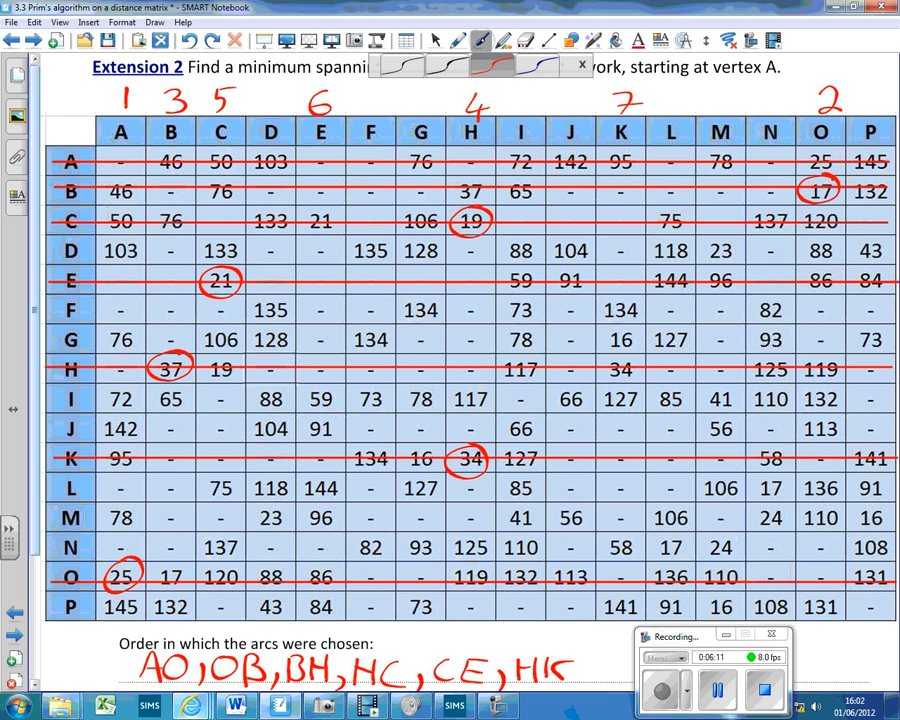 3.3 Prim's algorithm on a distance matrix * - SMART Notebook
File Edit View Insert Format Draw Tools Help
Extension 2 Find a minimum spanni work, starting at vertex A.
1 3 5 6 4 7 2
A B C D E F G H I J K L M N O P
A - 46 50 103 - - 76 - 72 142 95 - 78 - 25 145
B 46 - 76 - - - - 37 65 - - - - - 17 132
C 50 76 - 133 21 - 106 19 - - - 75 - 137 120 -
D 103 - 133 - - 135 128 - 88 104 - 118 23 - 88 43
E - - 21 - - - - - 59 91 - 144 96 - 86 84
F - - - 135 - - 134 - 73 - 134 - - 82 - -
G 76 - 106 128 - 134 - - 78 - 16 127 - 93 - 73
H - 37 19 - - - - - 117 - 34 - - 125 119 -
I 72 65 - 88 59 73 78 117 - 66 127 85 41 110 132 -
J 142 - - 104 91 - - - 66 - - - 56 - 113 -
K 95 - - - - 134 16 34 127 - - - - 58 - 141
L - - 75 118 144 - 127 - 85 - - - 106 17 136 91
M 78 - - 23 96 - - - 41 56 - 106 - 24 110 16
N - - 137 - - 82 93 125 110 - 58 17 24 - - 108
O 25 17 120 88 86 - - 119 132 113 - 136 110 - - 131
P 145 132 - 43 84 - 73 - - - 141 91 16 108 131 -
Order in which the arcs were chosen:
AO, OB, BH, HC, CE, HK
Recording...
Menu
0:06:11 8.0 fps
SIMS SIMS
16:02
01/06/2012